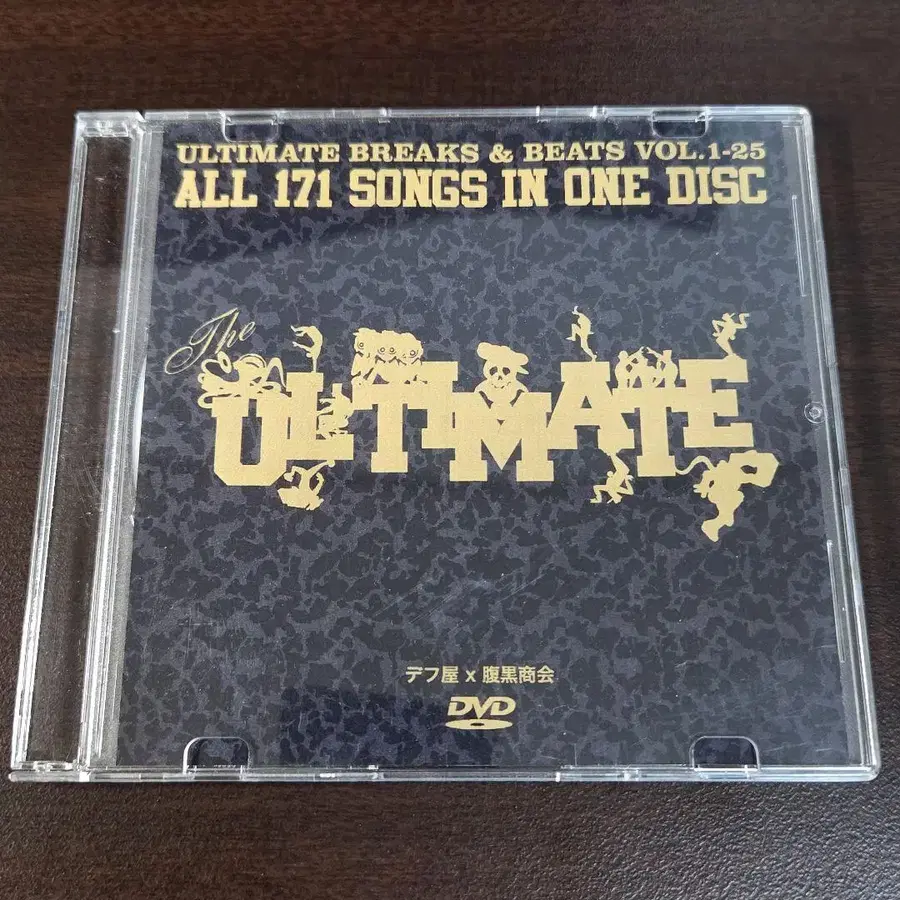 ULTIMATE BREAKS & BEATS VOL.1-25
ALL 171 SONGS IN ONE DISC
The
ULTIMATE
デフ屋 x 腹黒商会
DVD